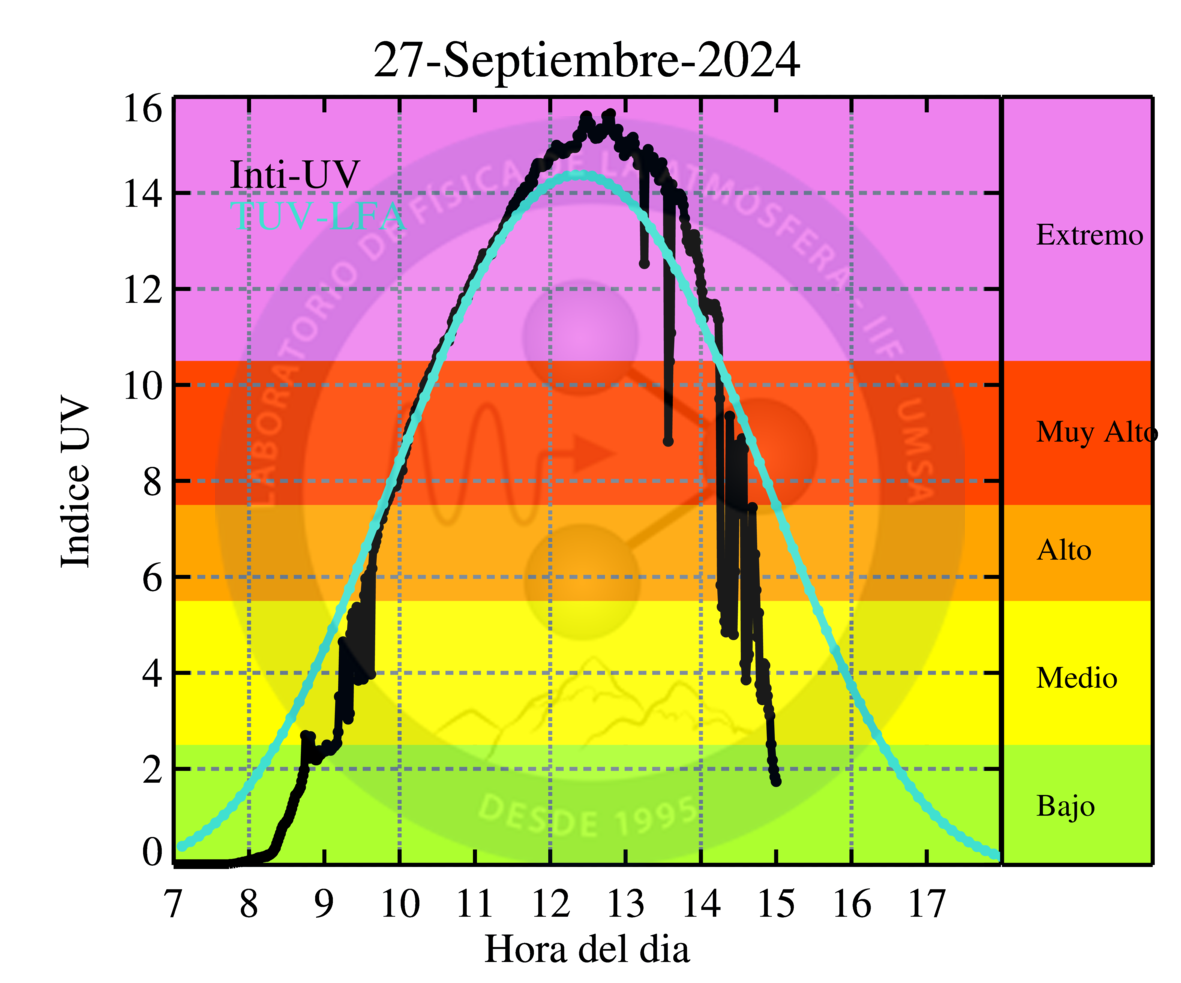 27-Septiembre-2024
Inti-UV
TUV-LFA
LABORATORIO DE FÍSICA DE LA ATMÓSFERA - IIF - UMSA
DESDE 1995
Indice UV
16
14
12
10
8
6
4
2
0
Extremo
Muy Alto
Alto
Medio
Bajo
7 8 9 10 11 12 13 14 15 16 17
Hora del dia